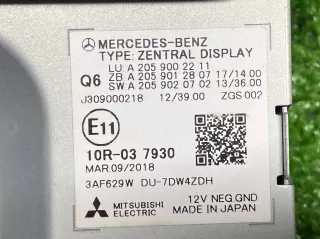 MERCEDES-BENZ
TYPE: ZENTRAL DISPLAY
LU: A 205 900 22 11
Q6 ZB A 205 901 28 07 17/14.00
SW: A 205 902 07 02 13/36.00
J309000218 12/39.00 ZGS 002
E11
10R-03 7930
MAR.09/2018
3AF629W DU-7DW4ZDH
MITSUBISHI ELECTRIC
12V NEG.GND
MADE IN JAPAN